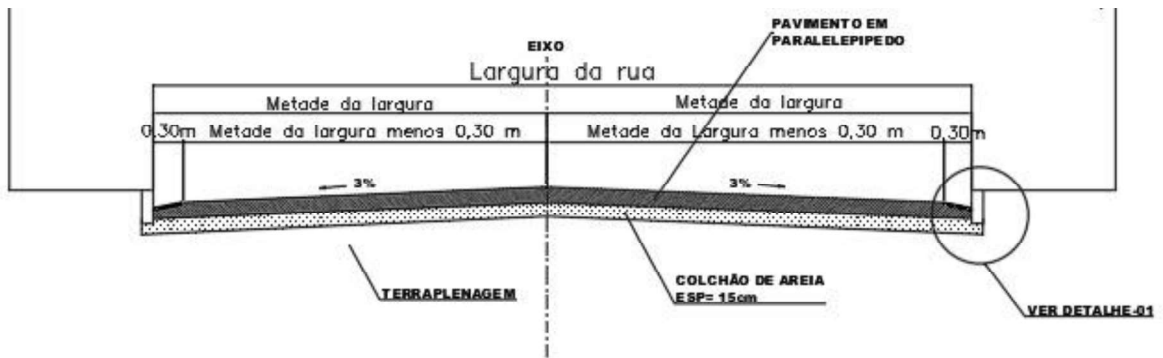 PAVIMENTO EM
PARALELEPIPEDO
EIXO
Largura da rua
Metade da largura
Metade da largura
0,30m
Metade da largura menos 0,30 m
Metade da Largura menos 0,30 m
0,30m
3%
3%
TERRAPLENAGEM
COLCHÃO DE AREIA
ESP= 15cm
VER DETALHE-01